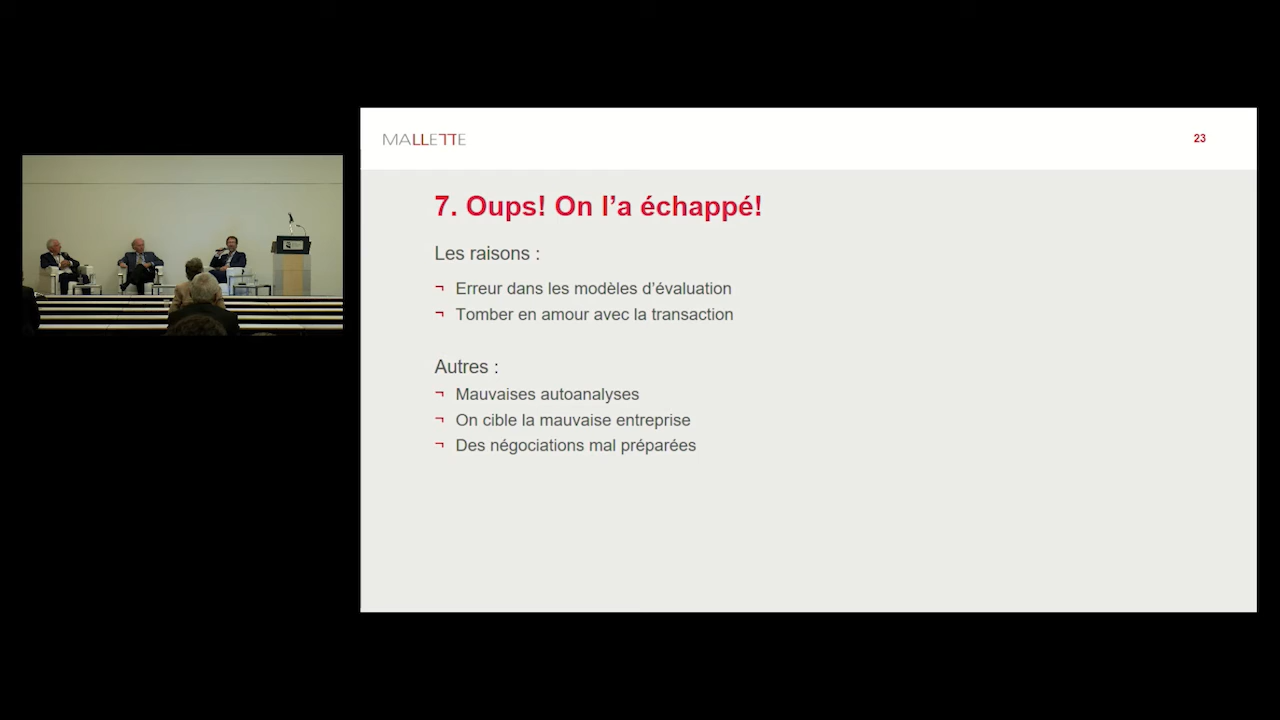 MALLETTE
23
7. Oups! On l’a échappé!
Les raisons :
¬ Erreur dans les modèles d’évaluation
¬ Tomber en amour avec la transaction
Autres :
¬ Mauvaises autoanalyses
¬ On cible la mauvaise entreprise
¬ Des négociations mal préparées